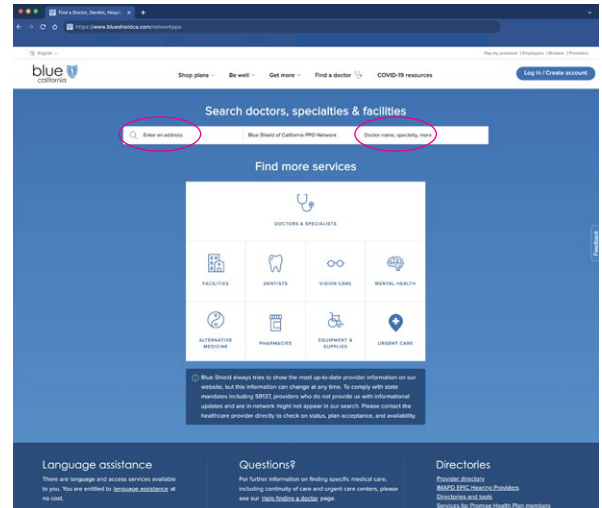 Find a Doctor, Dentist, Hospi
https://www.blueshieldca.com/networkppo
English
Pay my premium | Employers | Brokers | Providers
blue
california
Shop plans
Be well
Get more
Find a doctor
COVID-19 resources
Log in / Create account
Search doctors, specialties & facilities
Enter an address
Blue Shield of California PPO Network
Doctor name, specialty, more
Find more services
DOCTORS & SPECIALISTS
FACILITIES
DENTISTS
VISION CARE
MENTAL HEALTH
ALTERNATIVE
MEDICINE
PHARMACIES
EQUIPMENT &
SUPPLIES
URGENT CARE
Feedback
Blue Shield always tries to show the most up-to-date provider information on our
website, but this information can change at any time. To comply with state
mandates including SB137, providers who do not provide us with informational
updates and are in-network might not appear in our search. Please contact the
healthcare provider directly to check on status, plan acceptance, and availability.
Language assistance
There are language and access services available
to you. You are entitled to language assistance at
no cost.
Questions?
For further information on finding specific medical care,
including continuity of care and urgent care centers, please
see our Help finding a doctor page.
Directories
Provider directory
IMAPD EPIC Hearing Providers
Directories and tools
Services for Promise Health Plan members